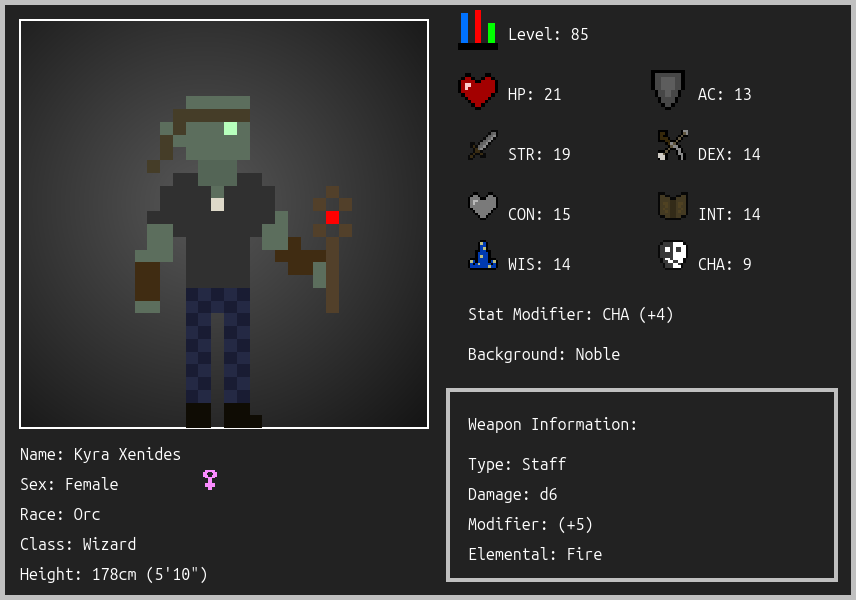 Level: 85
HP: 21
AC: 13
STR: 19
DEX: 14
CON: 15
INT: 14
WIS: 14
CHA: 9
Stat Modifier: CHA (+4)
Background: Noble
Weapon Information:
Type: Staff
Damage: d6
Modifier: (+5)
Elemental: Fire
Name: Kyra Xenides
Sex: Female
Race: Orc
Class: Wizard
Height: 178cm (5'10")